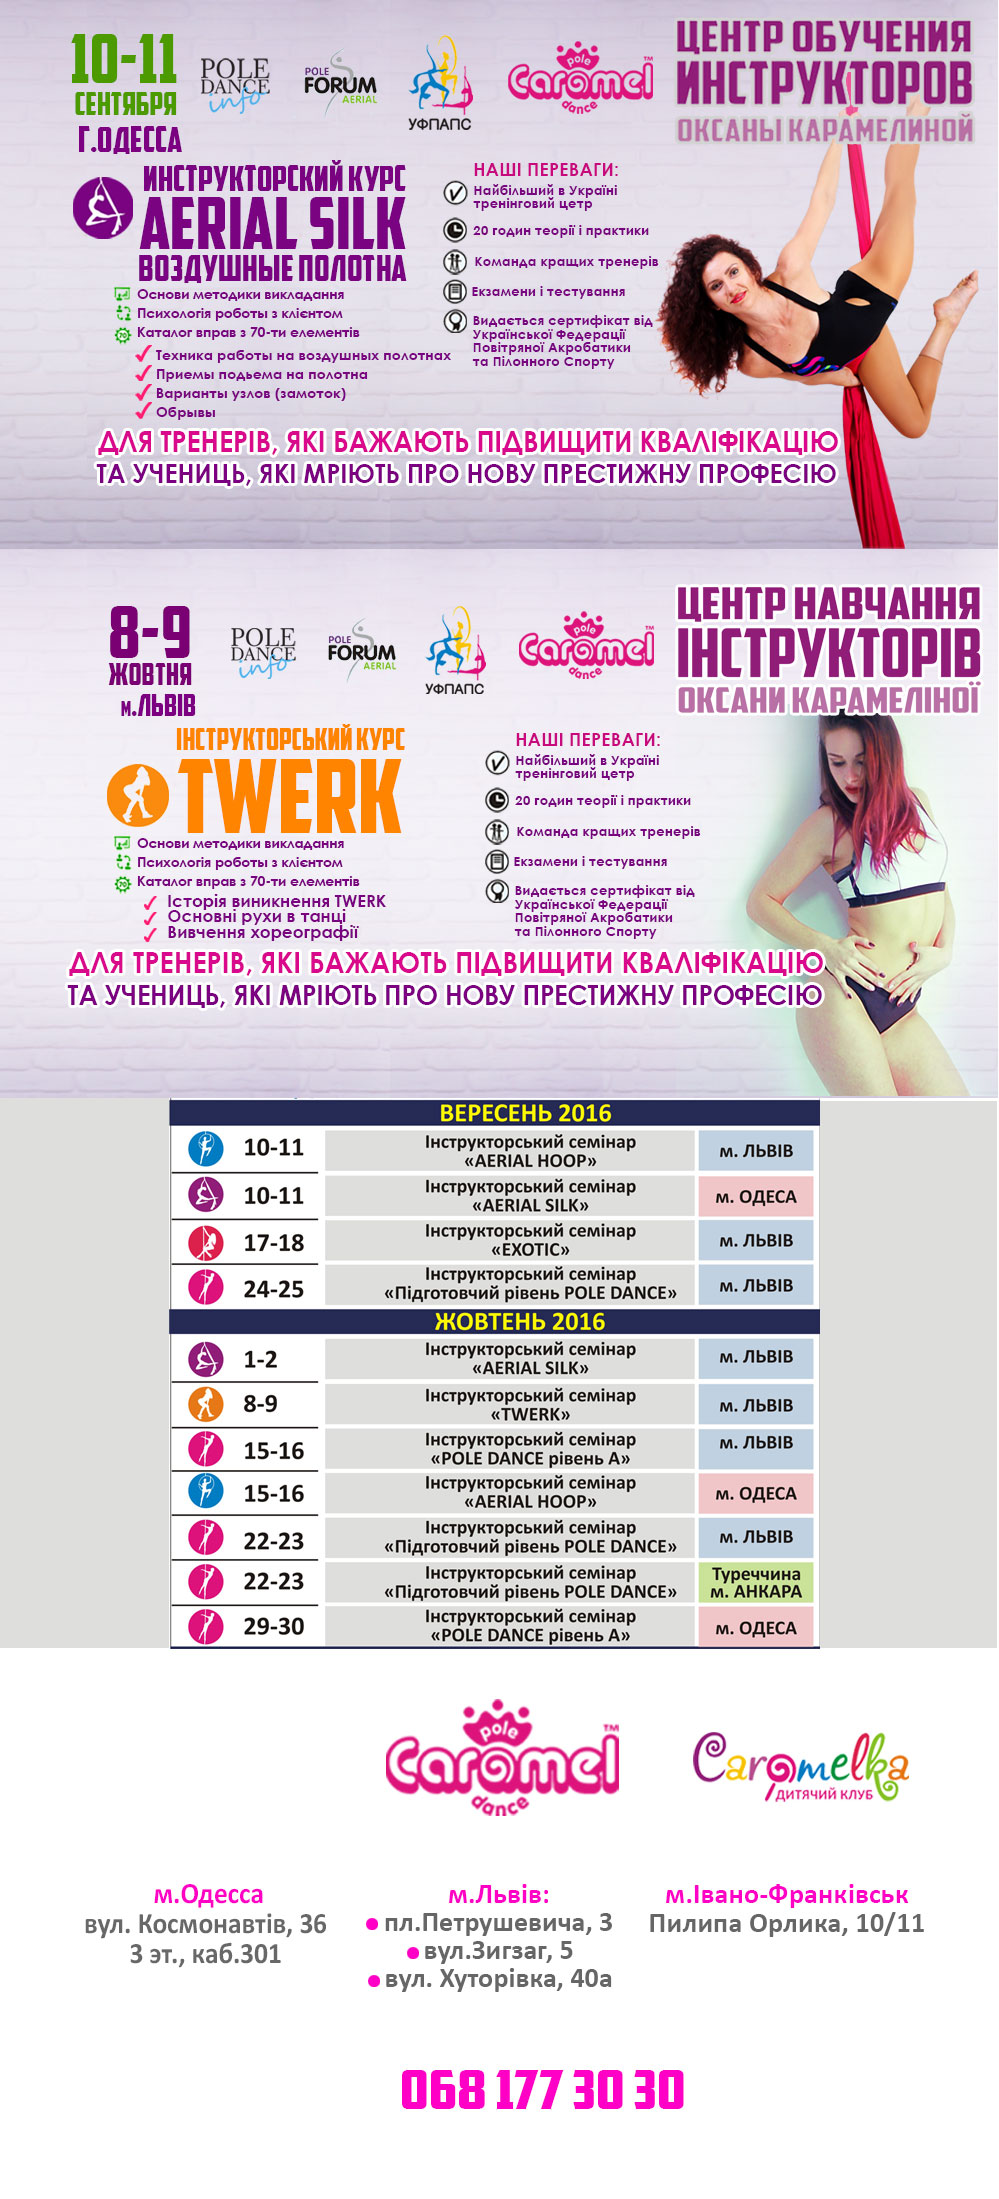 10-11
СЕНТЯБРЯ
Г.ОДЕССА
POLE
DANCE
info
POLE
FORUM
AERIAL
УФПАПС
pole
Caramel™
dance
ЦЕНТР ОБУЧЕНИЯ
ИНСТРУКТОРОВ
ОКСАНЫ КАРАМЕЛИНОЙ
ИНСТРУКТОРСКИЙ КУРС
AERIAL SILK
ВОЗДУШНЫЕ ПОЛОТНА
Основи методики викладання
Психологія роботы з клієнтом
Каталог вправ з 70-ти елементів
Техника работы на воздушных полотнах
Приемы подьема на полотна
Варианты узлов (замоток)
Обрывы
НАШІ ПЕРЕВАГИ:
Найбільший в Україні
тренінговий цетр
20 годин теорії і практики
Команда кращих тренерів
Екзамени і тестування
Видається сертифікат від
Української Федерації
Повітряної Акробатики
та Пілонного Спорту
ДЛЯ ТРЕНЕРІВ, ЯКІ БАЖАЮТЬ ПІДВИЩИТИ КВАЛІФІКАЦІЮ
ТА УЧЕНИЦЬ, ЯКІ МРІЮТЬ ПРО НОВУ ПРЕСТИЖНУ ПРОФЕСІЮ
8-9
ЖОВТНЯ
м.ЛЬВІВ
POLE
DANCE
info
POLE
FORUM
AERIAL
УФПАПС
pole
Caramel™
dance
ЦЕНТР НАВЧАННЯ
ІНСТРУКТОРІВ
ОКСАНИ КАРАМЕЛІНОЇ
ІНСТРУКТОРСЬКИЙ КУРС
TWERK
Основи методики викладання
Психологія роботы з клієнтом
Каталог вправ з 70-ти елементів
Історія виникнення TWERK
Основні рухи в танці
Вивчення хореографії
НАШІ ПЕРЕВАГИ:
Найбільший в Україні
тренінговий цетр
20 годин теорії і практики
Команда кращих тренерів
Екзамени і тестування
Видається сертифікат від
Української Федерації
Повітряної Акробатики
та Пілонного Спорту
ДЛЯ ТРЕНЕРІВ, ЯКІ БАЖАЮТЬ ПІДВИЩИТИ КВАЛІФІКАЦІЮ
ТА УЧЕНИЦЬ, ЯКІ МРІЮТЬ ПРО НОВУ ПРЕСТИЖНУ ПРОФЕСІЮ
ВЕРЕСЕНЬ 2016
10-11 Інструкторський семінар м. ЛЬВІВ
«AERIAL HOOP»
10-11 Інструкторський семінар м. ОДЕСА
«AERIAL SILK»
17-18 Інструкторський семінар м. ЛЬВІВ
«EXOTIC»
24-25 Інструкторський семінар м. ЛЬВІВ
«Підготовчий рівень POLE DANCE»
ЖОВТЕНЬ 2016
1-2 Інструкторський семінар м. ЛЬВІВ
«AERIAL SILK»
8-9 Інструкторський семінар м. ЛЬВІВ
«TWERK»
15-16 Інструкторський семінар м. ЛЬВІВ
«POLE DANCE рівень А»
15-16 Інструкторський семінар м. ОДЕСА
«AERIAL HOOP»
22-23 Інструкторський семінар м. ЛЬВІВ
«Підготовчий рівень POLE DANCE»
22-23 Інструкторський семінар Туреччина
«Підготовчий рівень POLE DANCE» м. АНКАРА
29-30 Інструкторський семінар м. ОДЕСА
«POLE DANCE рівень А»
pole
Caramel™
dance
Caromelka
ДИТЯЧИЙ КЛУБ
м.Одесса
вул. Космонавтів, 36
3 эт., каб.301
м.Львів:
пл.Петрушевича, 3
вул.Зигзаг, 5
вул. Хуторівка, 40а
м.Івано-Франківськ
Пилипа Орлика, 10/11
068 177 30 30